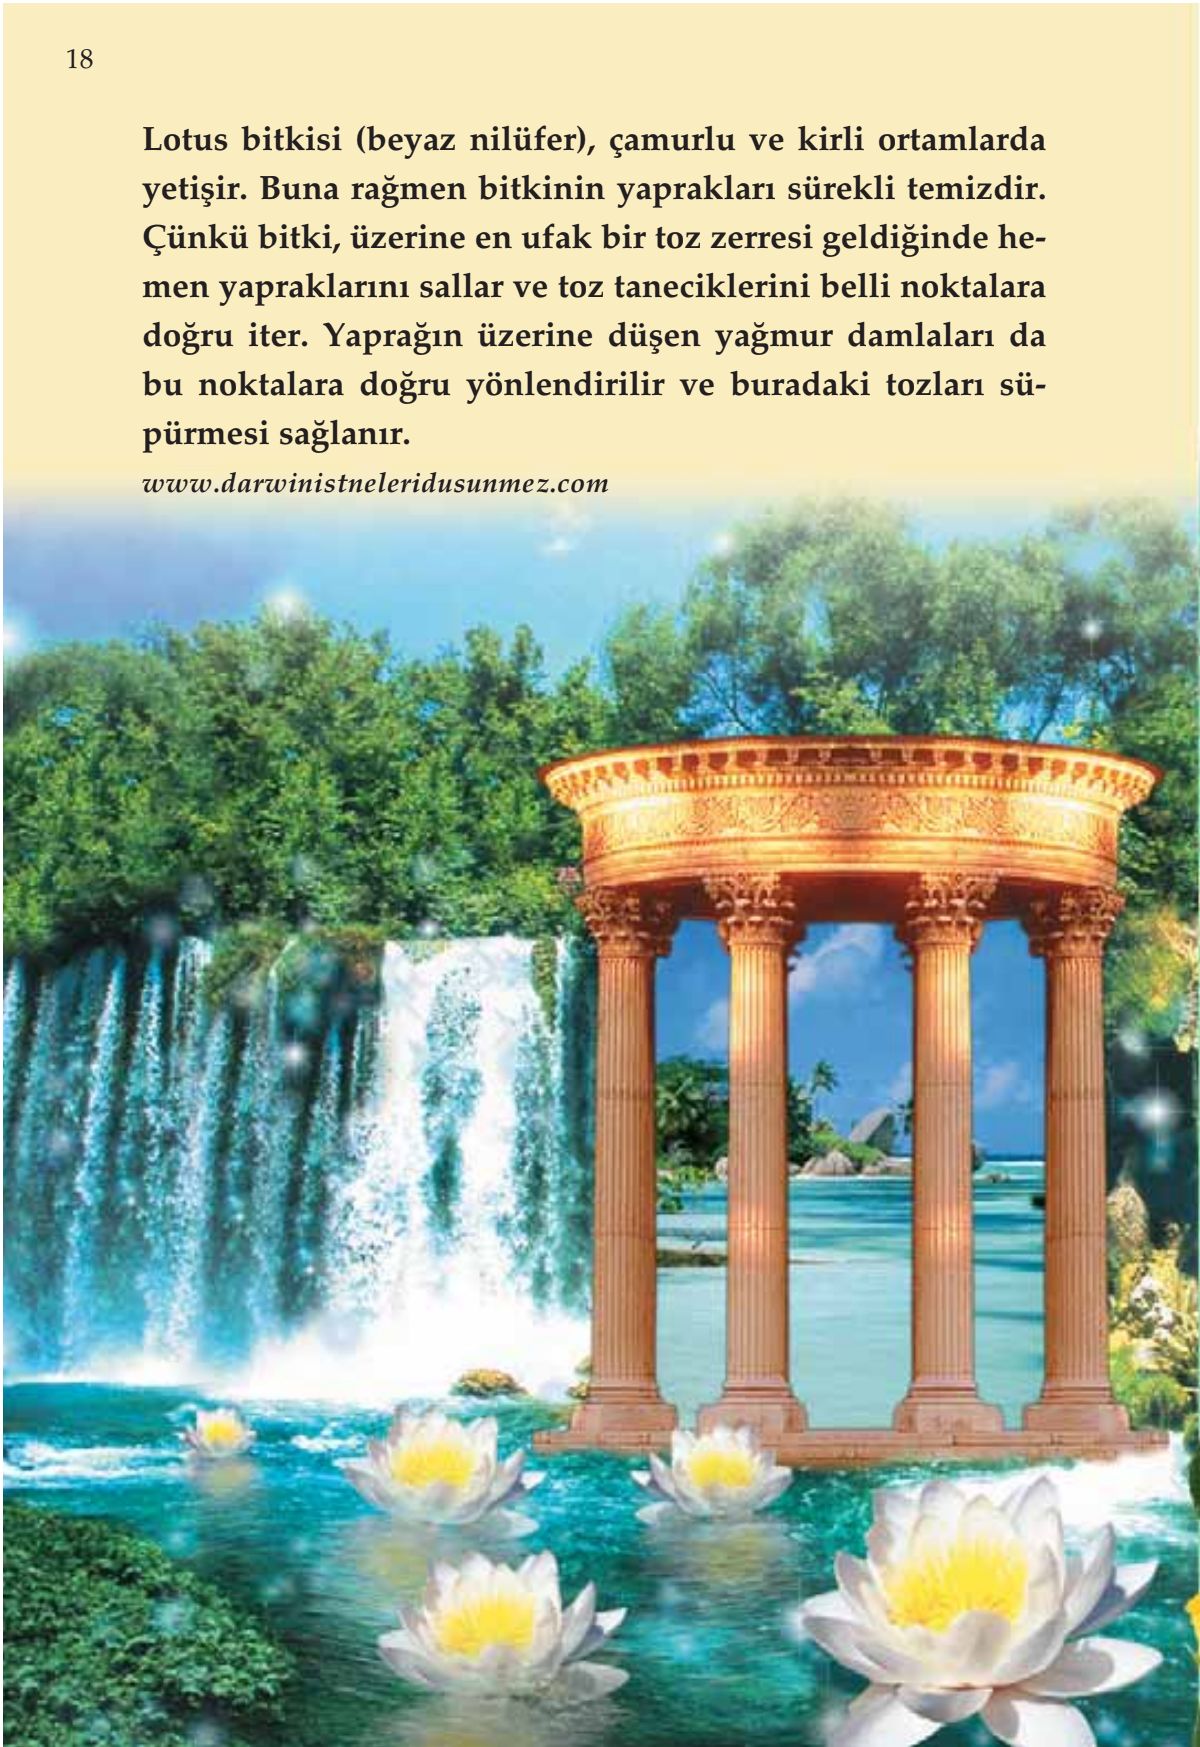 18
Lotus bitkisi (beyaz nilüfer), çamurlu ve kirli ortamlarda
yetişir. Buna rağmen bitkinin yaprakları sürekli temizdir.
Çünkü bitki, üzerine en ufak bir toz zerresi geldiğinde he-
men yapraklarını sallar ve toz taneciklerini belli noktalara
doğru iter. Yaprağın üzerine düşen yağmur damlaları da
bu noktalara doğru yönlendirilir ve buradaki tozları sü-
pürmesi sağlanır.
www.darwinistneleridusunmez.com